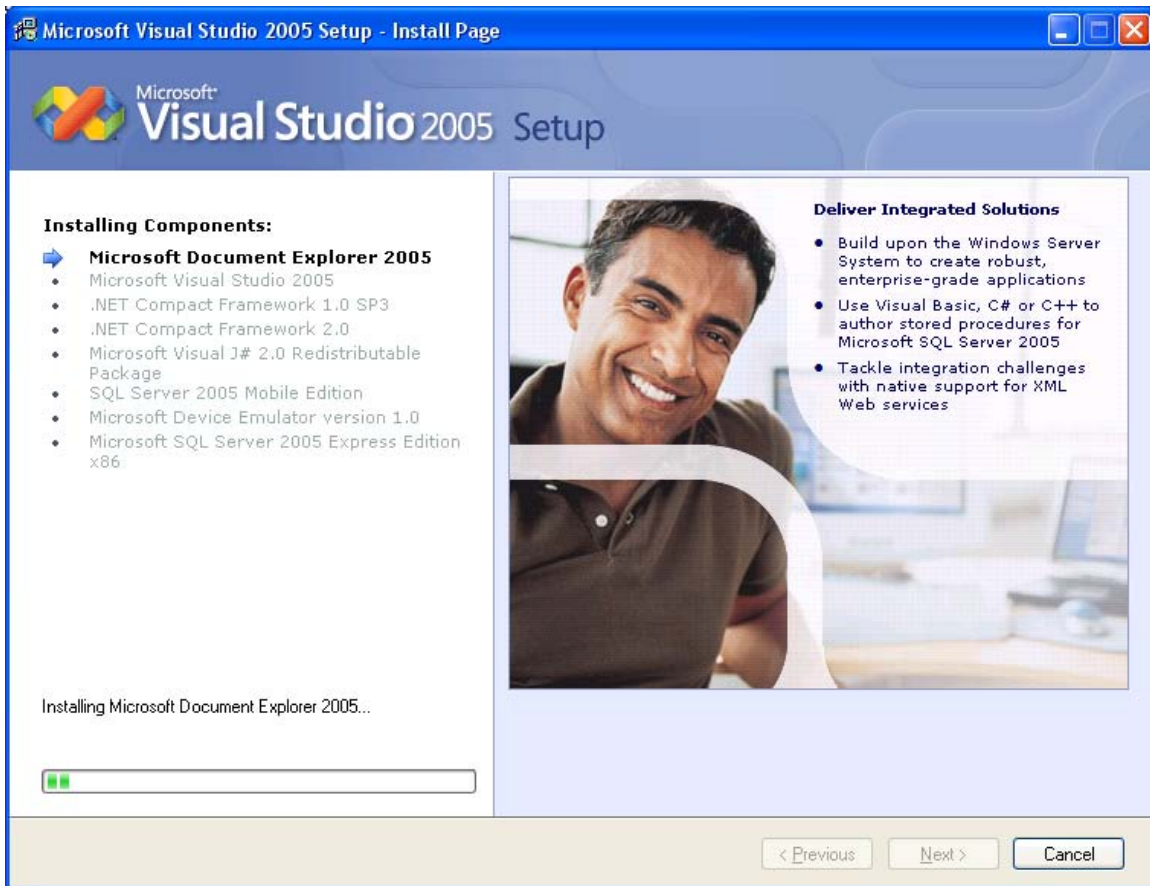 Microsoft Visual Studio 2005 Setup - Install Page
Microsoft
Visual Studio 2005 Setup
Installing Components:
Microsoft Document Explorer 2005
Microsoft Visual Studio 2005
.NET Compact Framework 1.0 SP3
.NET Compact Framework 2.0
Microsoft Visual J# 2.0 Redistributable
Package
SQL Server 2005 Mobile Edition
Microsoft Device Emulator version 1.0
Microsoft SQL Server 2005 Express Edition
x86
Installing Microsoft Document Explorer 2005...
Deliver Integrated Solutions
• Build upon the Windows Server
System to create robust,
enterprise-grade applications
• Use Visual Basic, C# or C++ to
author stored procedures for
Microsoft SQL Server 2005
• Tackle integration challenges
with native support for XML
Web services
< Previous
Next >
Cancel